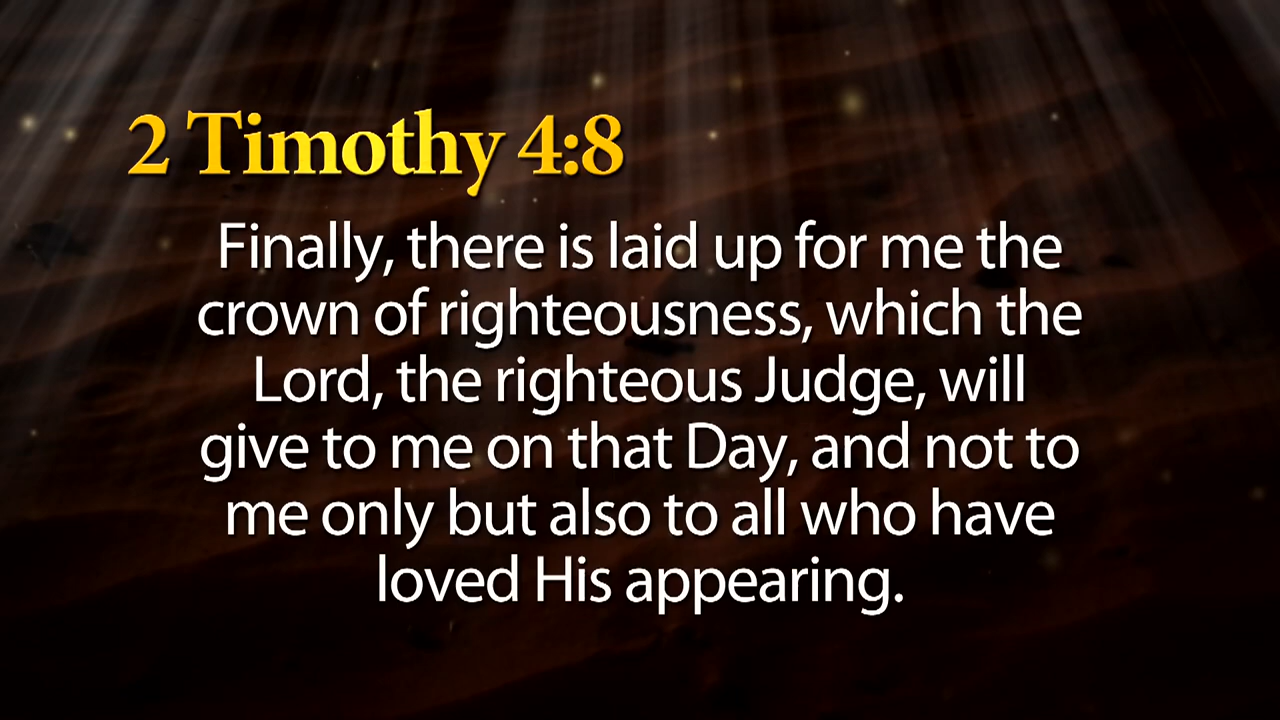 2 Timothy 4:8
Finally, there is laid up for me the
crown of righteousness, which the
Lord, the righteous Judge, will
give to me on that Day, and not to
me only but also to all who have
loved His appearing.